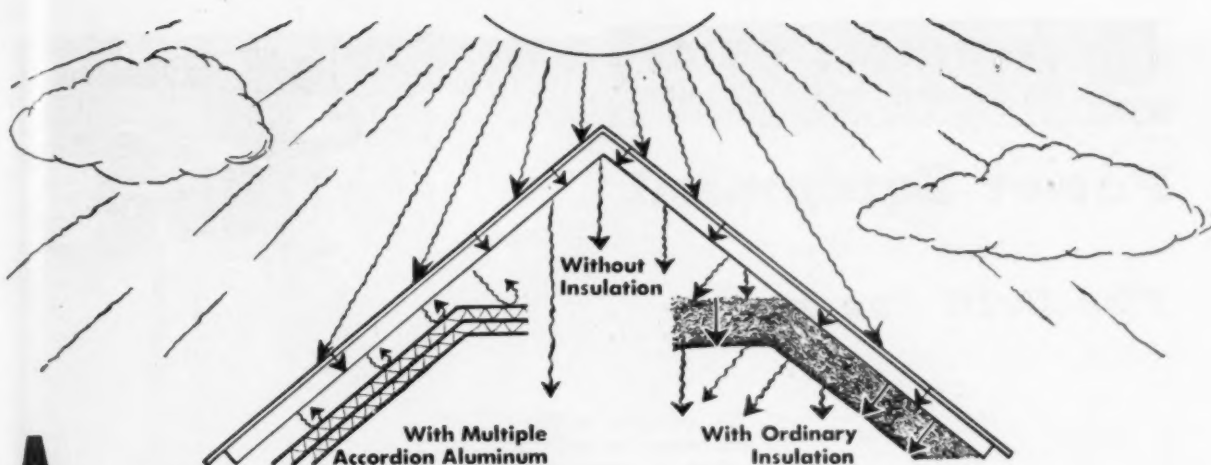 Without
Insulation
With Multiple
Accordion Aluminum
With Ordinary
Insulation
A